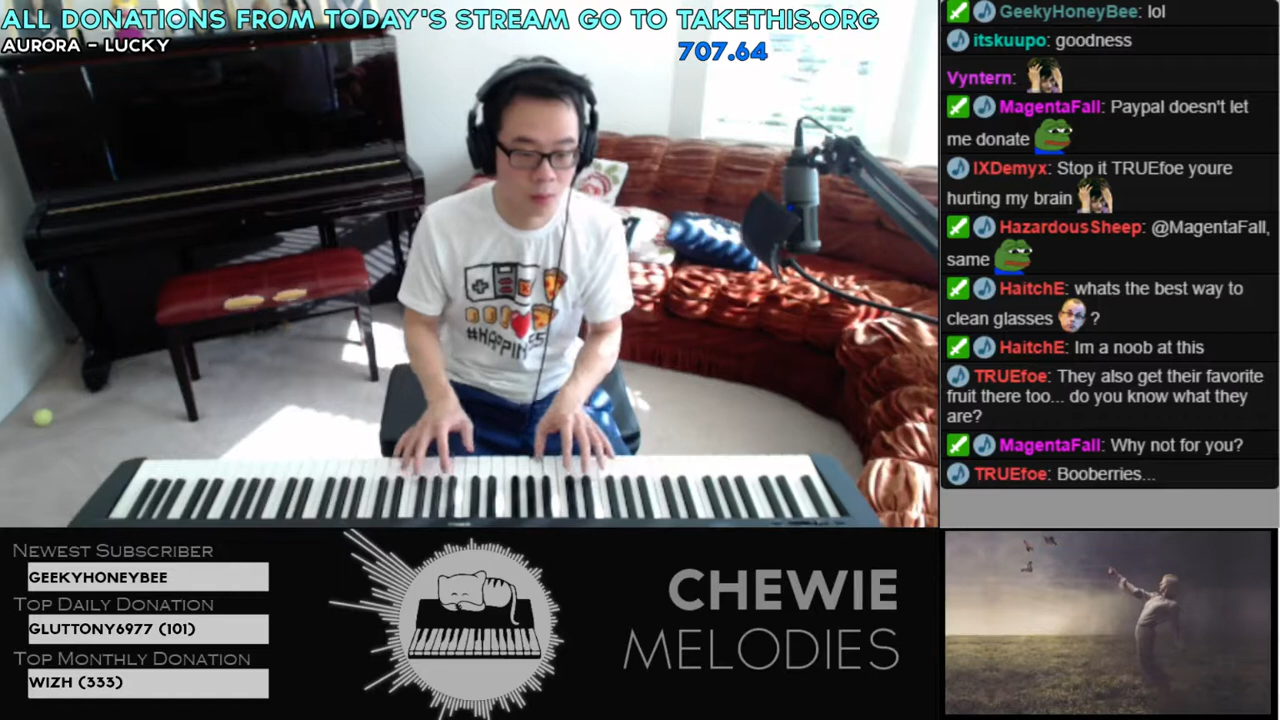 ALL DONATIONS FROM TODAY'S STREAM GO TO TAKETHIS.ORG
AURORA - LUCKY
707.64
GeekyHoneyBee: lol
itskuupo: goodness
Vyntern:
MagentaFall: Paypal doesn't let
me donate
IXDemyx: Stop it TRUEfoe youre
hurting my brain
HazardousSheep: @MagentaFall,
same
HaitchE: whats the best way to
clean glasses ?
HaitchE: Im a noob at this
TRUEfoe: They also get their favorite
fruit there too... do you know what they
are?
MagentaFall: Why not for you?
TRUEfoe: Booberries...
#HAPPINESS
NEWEST SUBSCRIBER
GEEKYHONEYBEE
TOP DAILY DONATION
GLUTTONY6977 (101)
TOP MONTHLY DONATION
WIZH (333)
CHEWIE
MELODIES